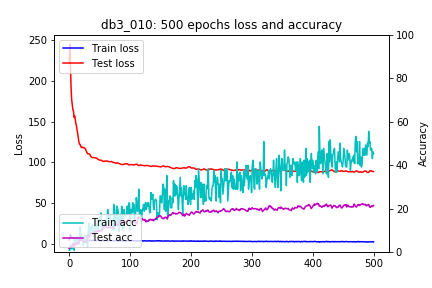 db3_010: 500 epochs loss and accuracy
250
200
150
100
50
0
Loss
Train loss
Test loss
Train acc
Test acc
0
100
200
300
400
500
100
80
60
40
20
0
Accuracy